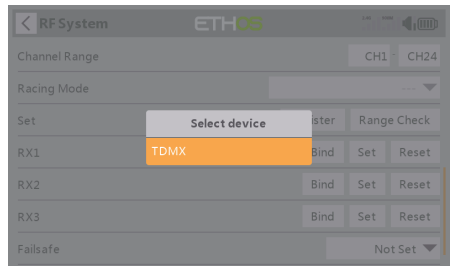 RF System ETHOS
Channel Range CH1 - CH24
Racing Mode ---
Set ister Range Check
Select device
TDMX
RX1 Bind Set Reset
RX2 Bind Set Reset
RX3 Bind Set Reset
Failsafe Not Set